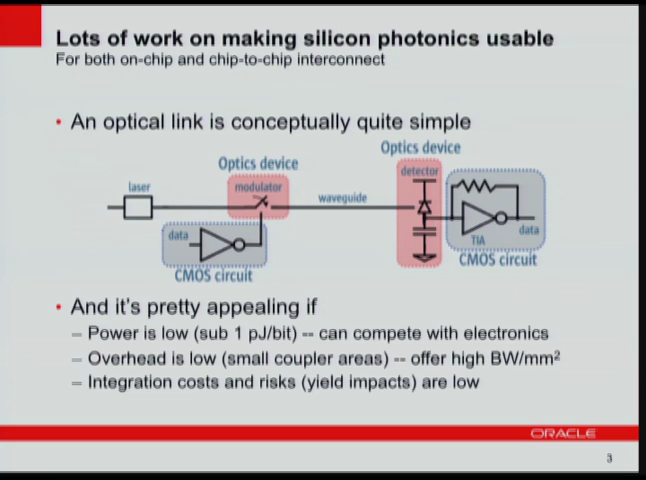 Lots of work on making silicon photonics usable
For both on-chip and chip-to-chip interconnect
• An optical link is conceptually quite simple
Optics device
Optics device
laser
modulator
waveguide
detector
data
TIA
data
CMOS circuit
CMOS circuit
• And it's pretty appealing if
– Power is low (sub 1 pJ/bit) -- can compete with electronics
– Overhead is low (small coupler areas) -- offer high BW/mm²
– Integration costs and risks (yield impacts) are low
ORACLE
3